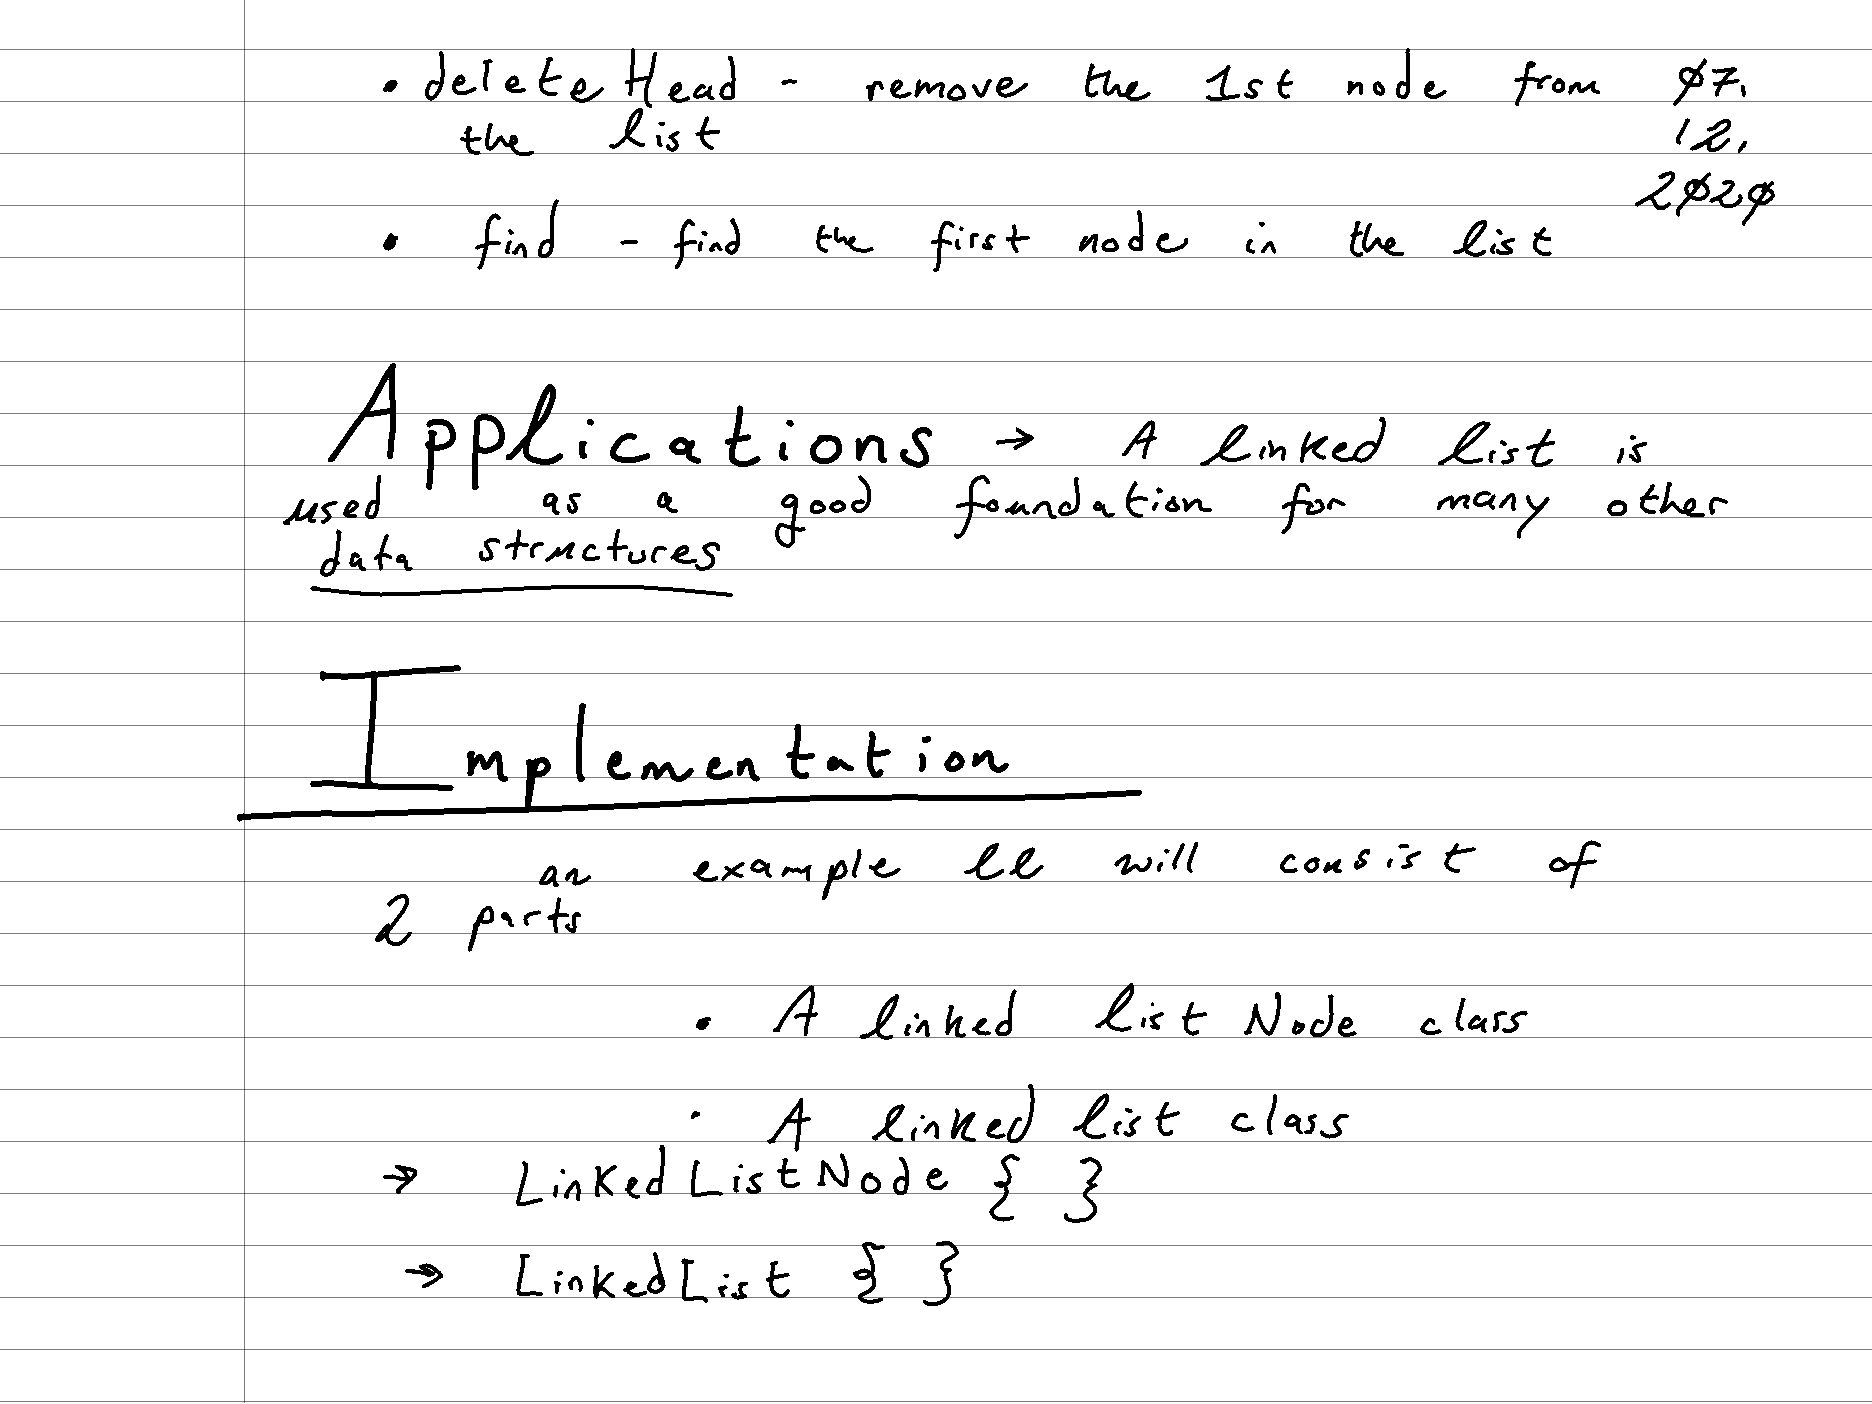 • deleteHead - remove the 1st node from
the list
07.
12.
2020
• find - find the first node in the list
Applications → A linked list is
used as a good foundation for many other
data structures
Implementation
an example ll will consist of
2 parts
• A linked list Node class
• A linked list class
→ LinkedListNode { }
→ LinkedList { }